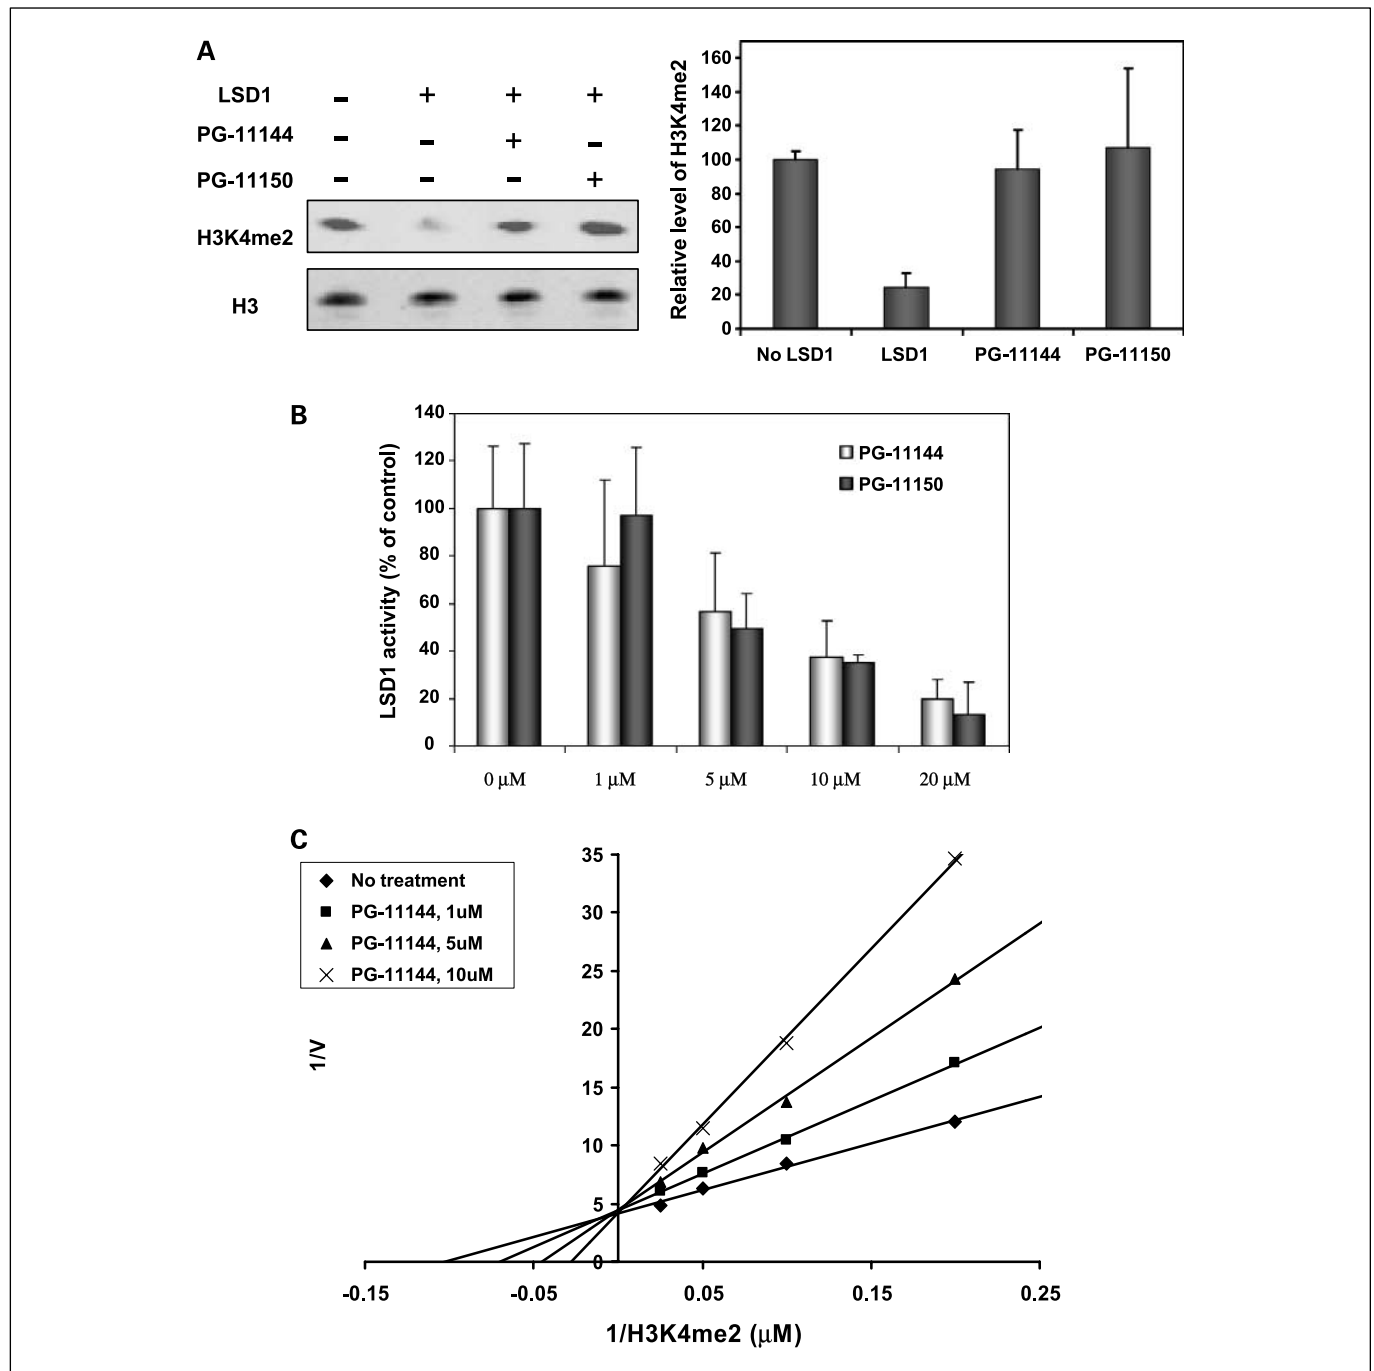 A
LSD1 - + + +
PG-11144 - - + -
PG-11150 - - - +
H3K4me2
H3
Relative level of H3K4me2
160
140
120
100
80
60
40
20
0
No LSD1 LSD1 PG-11144 PG-11150
B
LSD1 activity (% of control)
140
120
100
80
60
40
20
0
PG-11144
PG-11150
0 µM 1 µM 5 µM 10 µM 20 µM
C
No treatment
PG-11144, 1uM
PG-11144, 5uM
PG-11144, 10uM
1/V
35
30
25
20
15
10
5
0
-0.15 -0.05 0.05 0.15 0.25
1/H3K4me2 (µM)